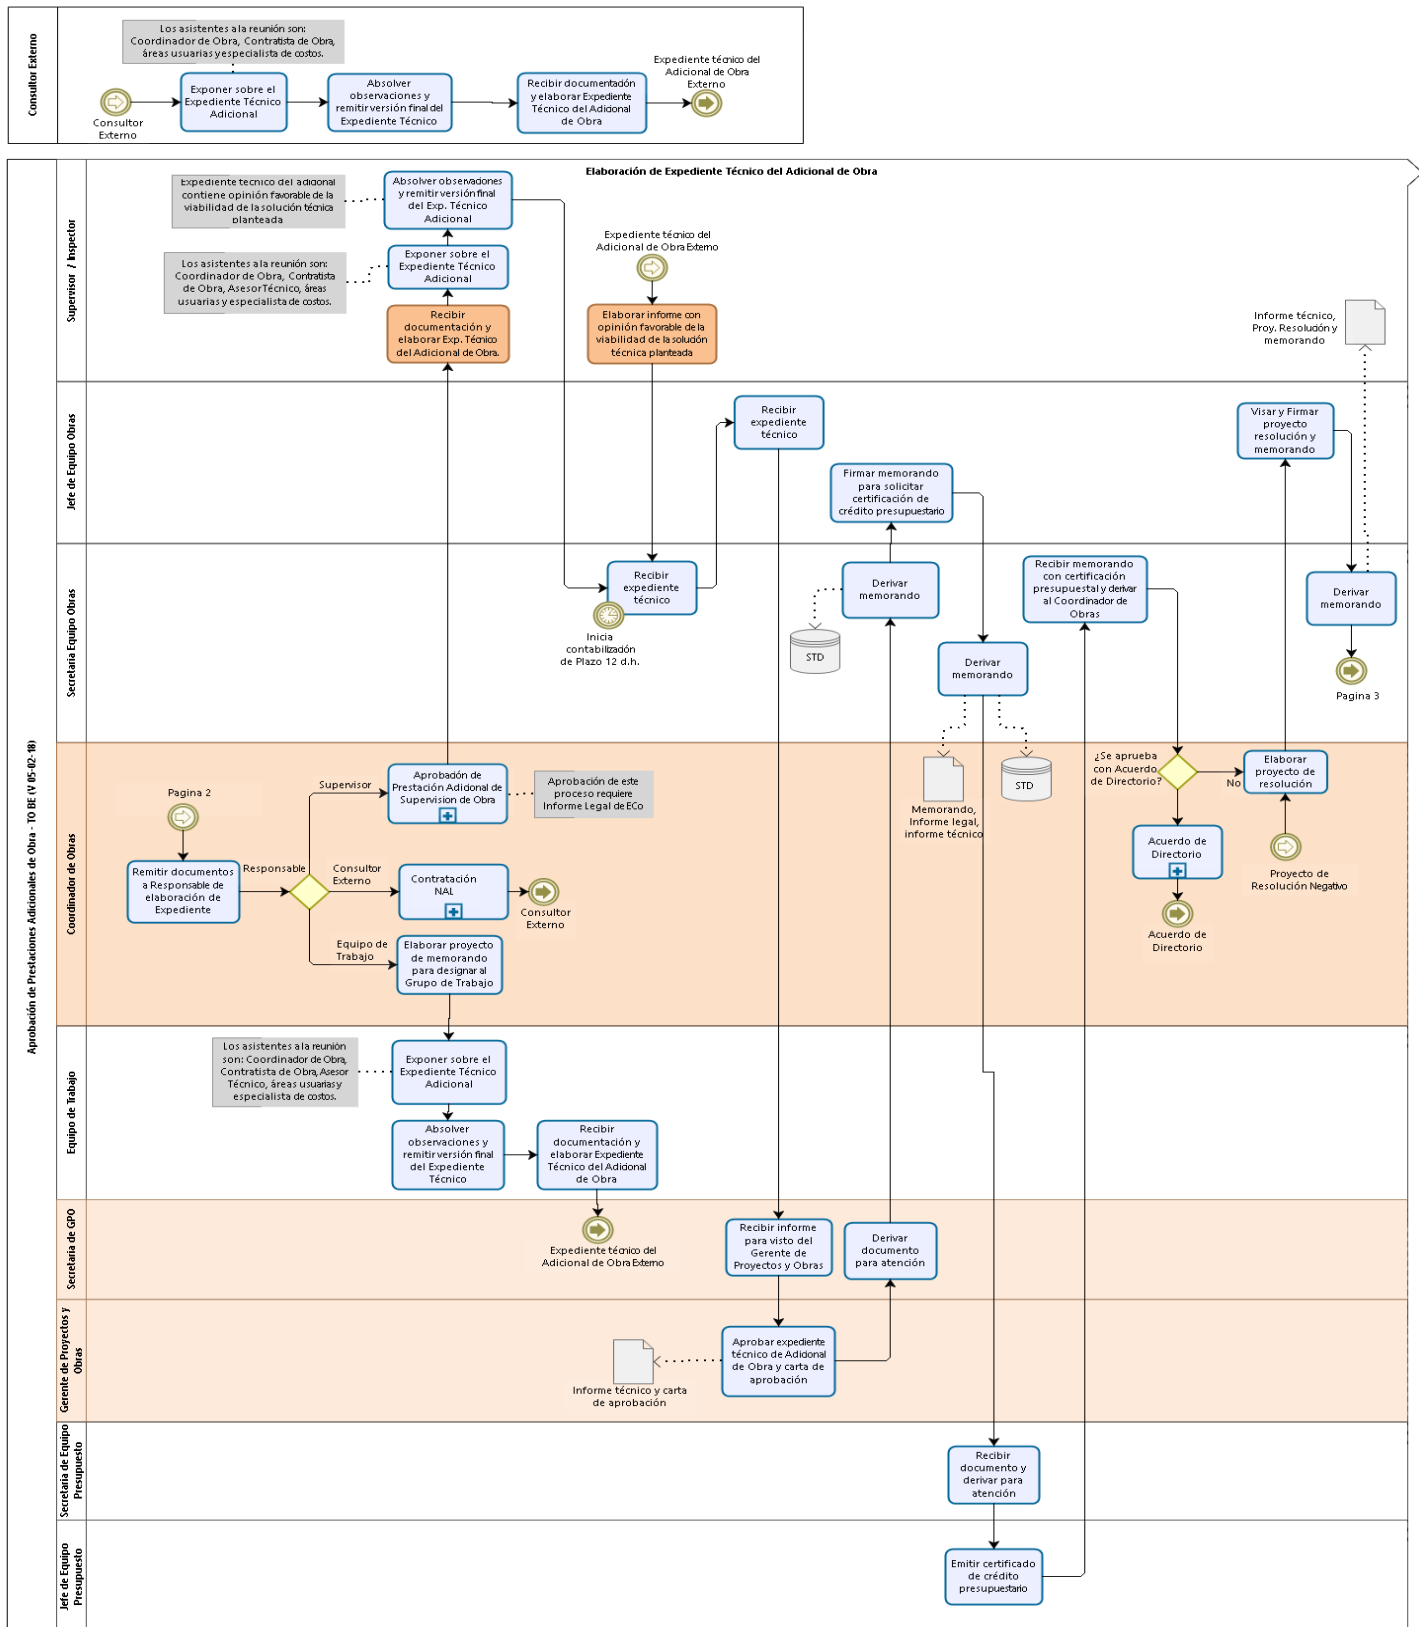 Consultor Externo
Los asistentes a la reunión son:
Coordinador de Obra, Contratista de Obra,
áreas usuarias y especialista de costos.
Consultor
Externo
Exponer sobre el
Expediente Técnico
Adicional
Absolver
observaciones y
remitir versión final del
Expediente Técnico
Recibir documentación
y elaborar Expediente
Técnico del Adicional
de Obra
Expediente técnico del
Adicional de Obra
Externo
Aprobación de Prestaciones Adicionales de Obra - TO BE (V 05-02-18)
Elaboración de Expediente Técnico del Adicional de Obra
Supervisor / Inspector
Expediente técnico del adicional
contiene opinión favorable de la
viabilidad de la solución técnica
planteada
Absolver observaciones
y remitir versión final
del Exp. Técnico
Adicional
Los asistentes a la reunión son:
Coordinador de Obra, Contratista
de Obra, Asesor Técnico, áreas
usuarias y especialista de costos.
Exponer sobre el
Expediente Técnico
Adicional
Recibir
documentación y
elaborar Exp. Técnico
del Adicional de Obra.
Expediente técnico del
Adicional de Obra Externo
Elaborar informe con
opinión favorable de la
viabilidad de la solución
técnica planteada
Informe técnico,
Proy. Resolución y
memorando
Jefe de Equipo Obras
Recibir
expediente
técnico
Firmar memorando
para solicitar
certificación de
crédito presupuestario
Visar y Firmar
proyecto
resolución y
memorando
Secretaria Equipo Obras
Recibir
expediente
técnico
Inicia
contabilización
de Plazo 12 d.h.
Derivar
memorando
STD
Derivar
memorando
Recibir memorando
con certificación
presupuestal y derivar
al Coordinador de
Obras
Derivar
memorando
Pagina 3
Coordinador de Obras
Pagina 2
Remitir documentos
a Responsable de
elaboración de
Expediente
Responsable
Supervisor
Aprobación de
Prestación Adicional de
Supervision de Obra
Aprobación de este
proceso requiere
Informe Legal de ECo
Consultor
Externo
Contratación
NAL
Consultor
Externo
Equipo de
Trabajo
Elaborar proyecto
de memorando
para designar al
Grupo de Trabajo
Memorando,
Informe legal,
informe técnico
STD
¿Se aprueba
con Acuerdo
de Directorio?
No
Elaborar
proyecto de
resolución
Acuerdo de
Directorio
Acuerdo de
Directorio
Proyecto de
Resolución Negativo
Equipo de Trabajo
Los asistentes a la reunión
son: Coordinador de Obra,
Contratista de Obra, Asesor
Técnico, áreas usuarias y
especialista de costos.
Exponer sobre el
Expediente Técnico
Adicional
Absolver
observaciones y
remitir versión final
del Expediente
Técnico
Recibir
documentación y
elaborar Expediente
Técnico del Adicional
de Obra
Secretaria de GPO
Expediente técnico del
Adicional de Obra Externo
Recibir informe
para visto del
Gerente de
Proyectos y Obras
Derivar
documento
para atención
Gerente de Proyectos y
Obras
Informe técnico y carta
de aprobación
Aprobar expediente
técnico de Adicional
de Obra y carta de
aprobación
Secretaria de Equipo
Presupuesto
Recibir
documento y
derivar para
atención
Jefe de Equipo
Presupuesto
Emitir certificado
de crédito
presupuestario